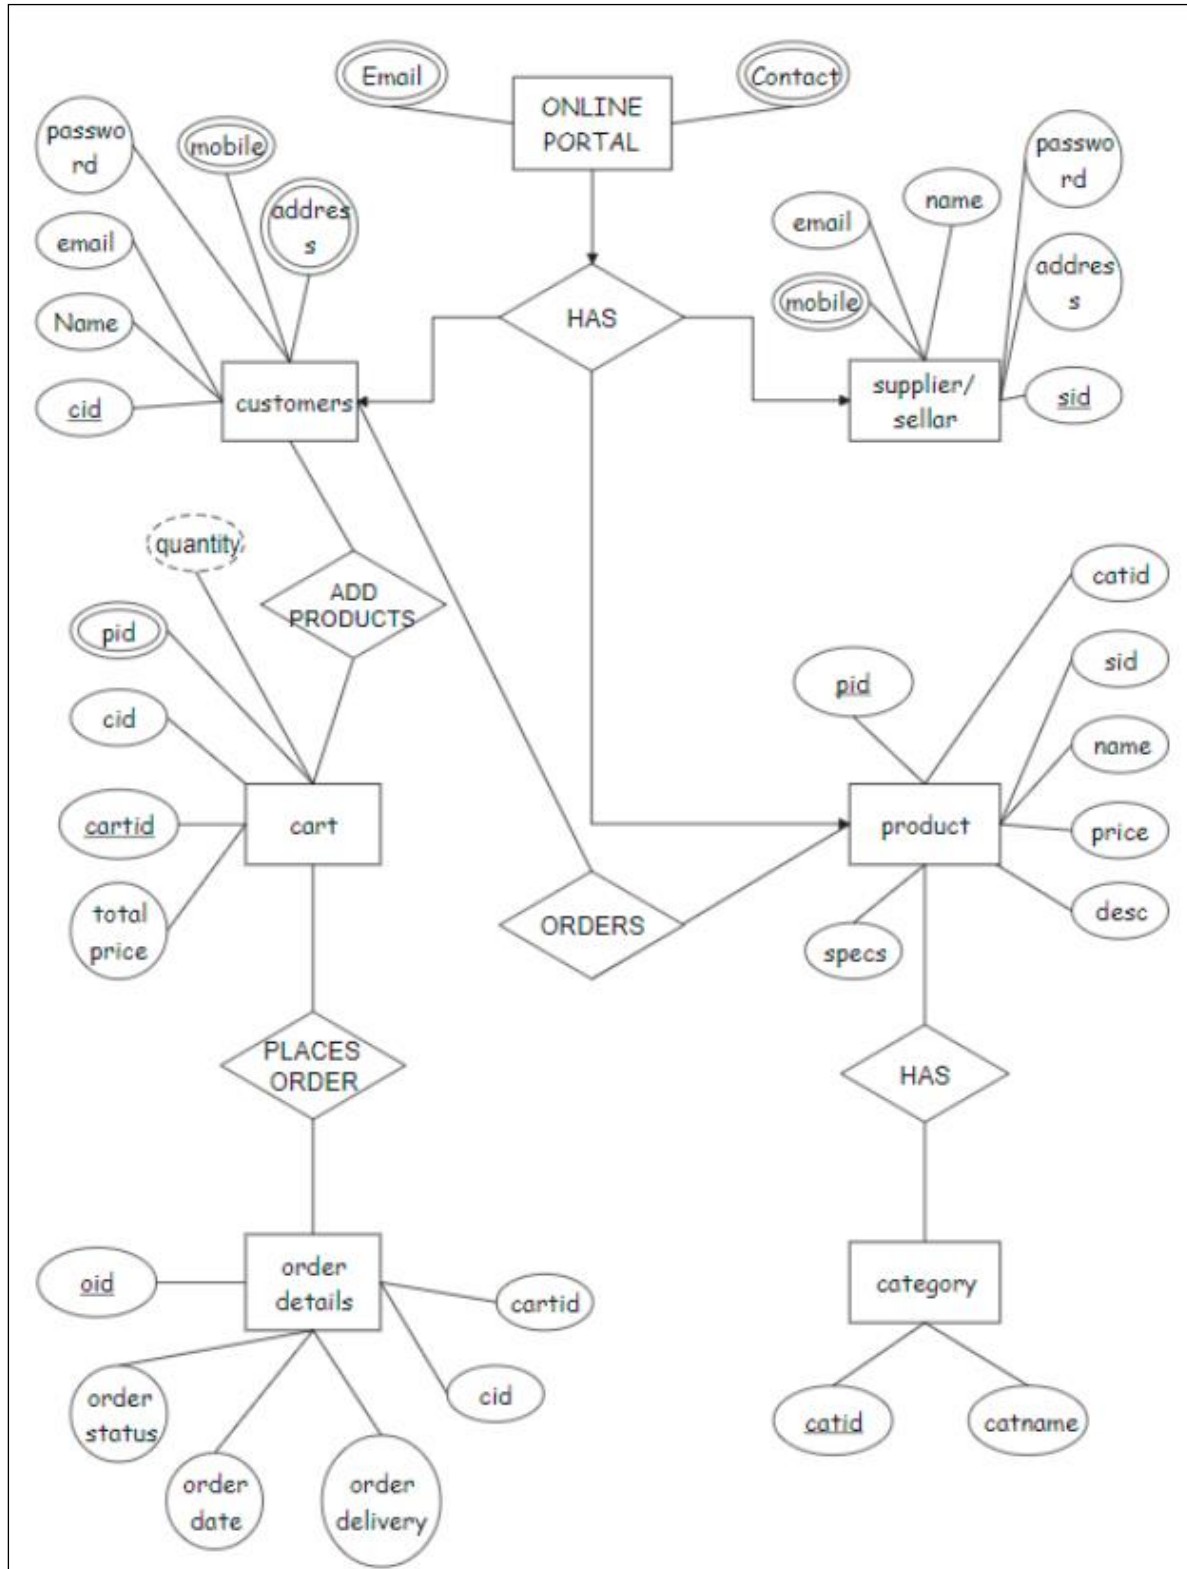 Email
ONLINE
PORTAL
Contact
passwo
rd
mobile
addres
s
email
Name
cid
customers
HAS
email
name
passwo
rd
mobile
addres
s
sid
supplier/
sellar
quantity
ADD
PRODUCTS
pid
cid
cartid
total
price
cart
ORDERS
catid
sid
pid
name
price
desc
product
specs
PLACES
ORDER
HAS
oid
order
details
cartid
cid
order
status
order
date
order
delivery
category
catid
catname